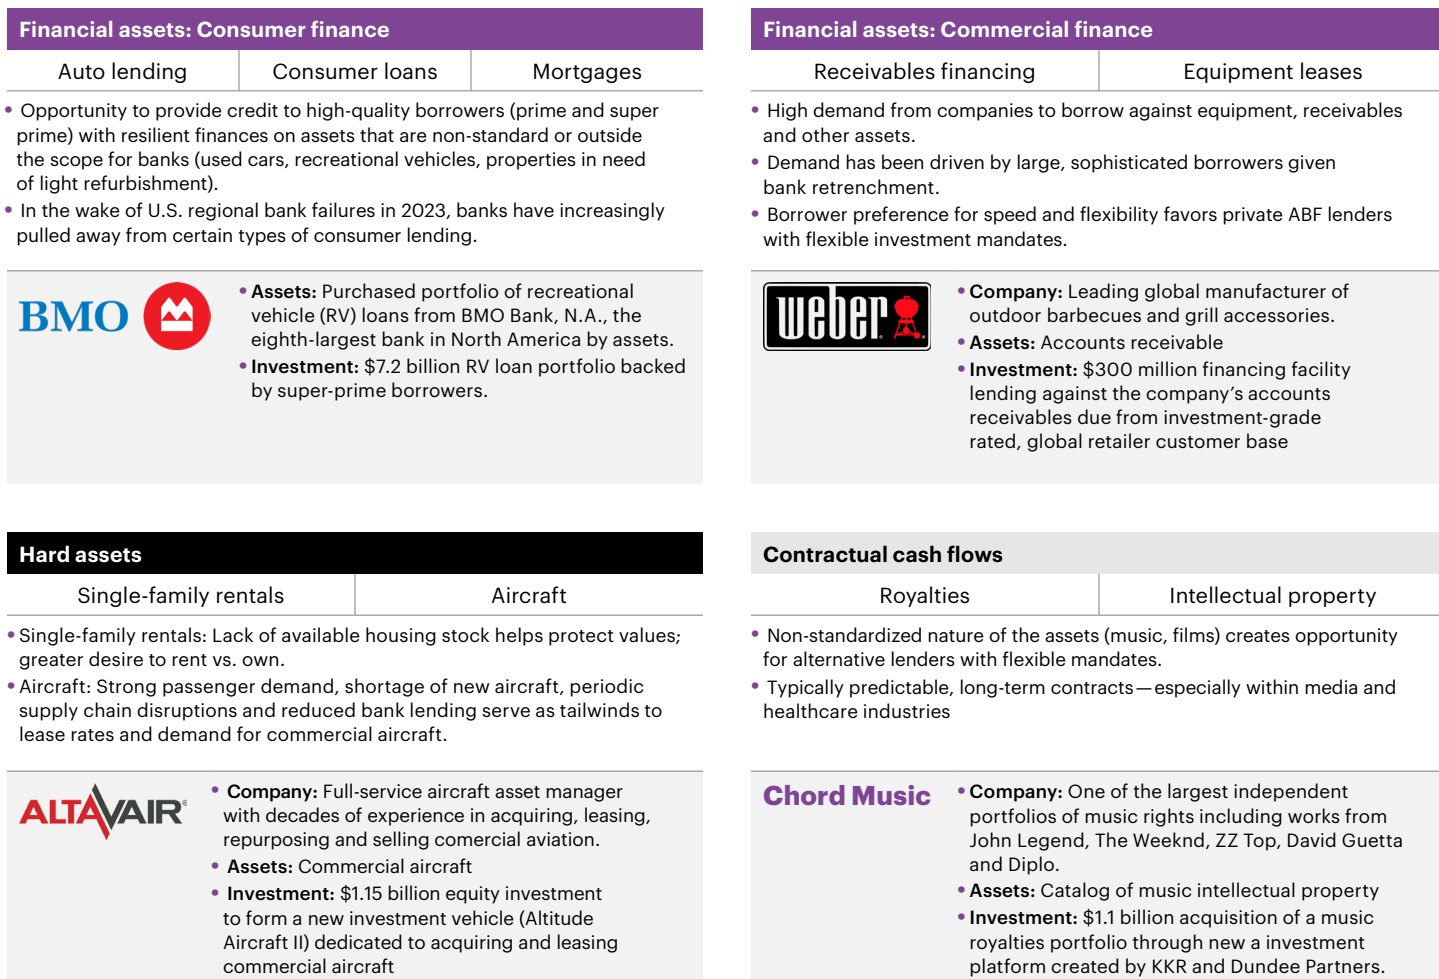 Financial assets: Consumer finance
Auto lending
Consumer loans
Mortgages
• Opportunity to provide credit to high-quality borrowers (prime and super
prime) with resilient finances on assets that are non-standard or outside
the scope for banks (used cars, recreational vehicles, properties in need
of light refurbishment).
• In the wake of U.S. regional bank failures in 2023, banks have increasingly
pulled away from certain types of consumer lending.
BMO
• Assets: Purchased portfolio of recreational
vehicle (RV) loans from BMO Bank, N.A., the
eighth-largest bank in North America by assets.
• Investment: $7.2 billion RV loan portfolio backed
by super-prime borrowers.
Financial assets: Commercial finance
Receivables financing
Equipment leases
• High demand from companies to borrow against equipment, receivables
and other assets.
• Demand has been driven by large, sophisticated borrowers given
bank retrenchment.
• Borrower preference for speed and flexibility favors private ABF lenders
with flexible investment mandates.
weber
• Company: Leading global manufacturer of
outdoor barbecues and grill accessories.
• Assets: Accounts receivable
• Investment: $300 million financing facility
lending against the company's accounts
receivables due from investment-grade
rated, global retailer customer base
Hard assets
Single-family rentals
Aircraft
• Single-family rentals: Lack of available housing stock helps protect values;
greater desire to rent vs. own.
• Aircraft: Strong passenger demand, shortage of new aircraft, periodic
supply chain disruptions and reduced bank lending serve as tailwinds to
lease rates and demand for commercial aircraft.
ALTAVAIR®
• Company: Full-service aircraft asset manager
with decades of experience in acquiring, leasing,
repurposing and selling comercial aviation.
• Assets: Commercial aircraft
• Investment: $1.15 billion equity investment
to form a new investment vehicle (Altitude
Aircraft II) dedicated to acquiring and leasing
commercial aircraft
Contractual cash flows
Royalties
Intellectual property
• Non-standardized nature of the assets (music, films) creates opportunity
for alternative lenders with flexible mandates.
• Typically predictable, long-term contracts—especially within media and
healthcare industries
Chord Music
• Company: One of the largest independent
portfolios of music rights including works from
John Legend, The Weeknd, ZZ Top, David Guetta
and Diplo.
• Assets: Catalog of music intellectual property
• Investment: $1.1 billion acquisition of a music
royalties portfolio through new a investment
platform created by KKR and Dundee Partners.